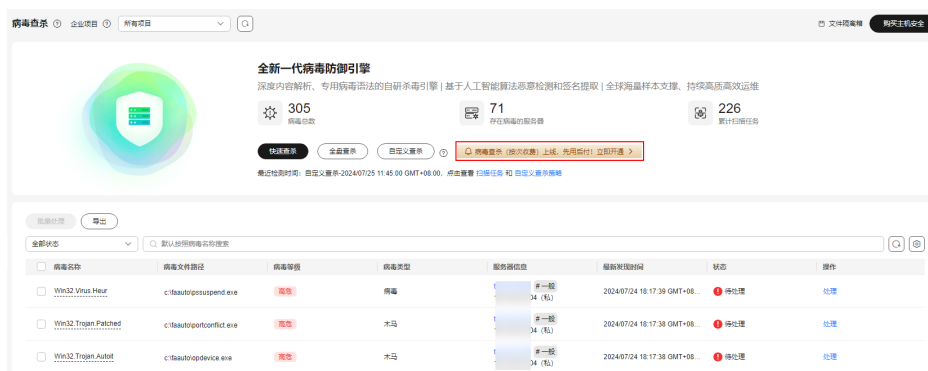 病毒查杀 企业项目 所有项目 文件隔离箱 购买主机安全
全新一代病毒防御引擎
深度内容解析、专用病毒语法的自研杀毒引擎 | 基于人工智能算法恶意检测和签名提取 | 全球海量样本支撑、持续高质高效运维
305 71 226
病毒总数 存在病毒的服务器 累计扫描任务
快速查杀 全盘查杀 自定义查杀 病毒查杀（按次收费）上线，先用后付！立即开通 >
最近检测时间：自定义查杀-2024/07/25 11:45:00 GMT+08:00，点击查看 扫描任务 和 自定义查杀策略
批量处理 导出
全部状态 默认按照病毒名称搜索
病毒名称 病毒文件路径 病毒等级 病毒类型 服务器信息 最新发现时间 状态 操作
Win32.Virus.Heur c:\faauto\pssuspend.exe 高危 病毒 #一般 2024/07/24 18:17:39 GMT+08... 待处理 处理
04 (私)
Win32.Trojan.Patched c:\faauto\portconflict.exe 高危 木马 #一般 2024/07/24 18:17:38 GMT+08... 待处理 处理
04 (私)
Win32.Trojan.Autoit c:\faauto\opdevice.exe 高危 木马 #一般 2024/07/24 18:17:38 GMT+08... 待处理 处理
04 (私)